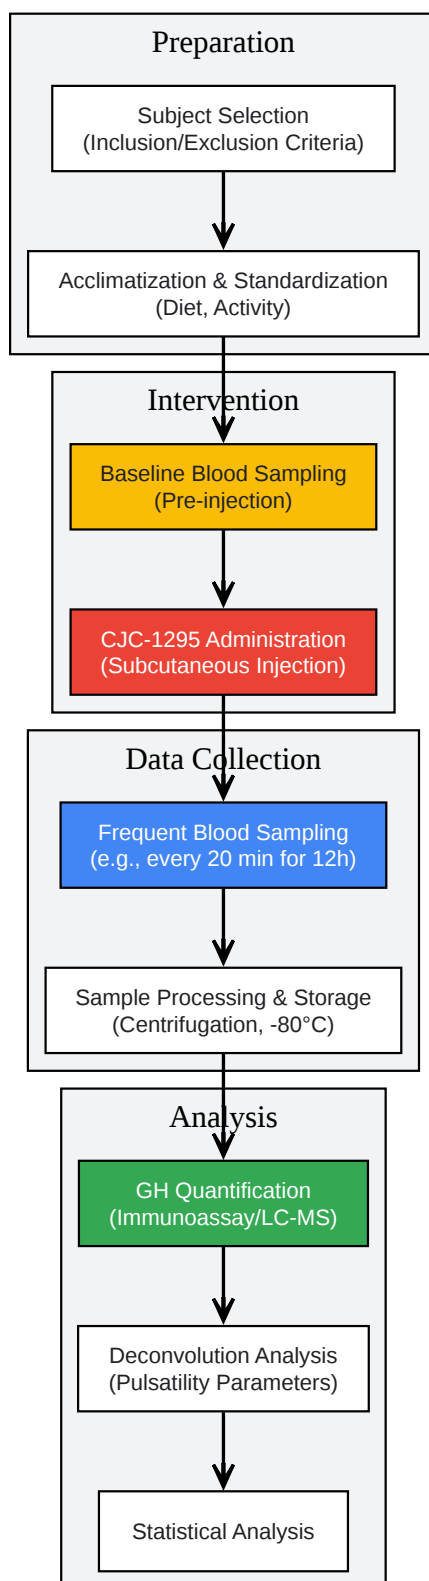 Preparation
Subject Selection
(Inclusion/Exclusion Criteria)
Acclimatization & Standardization
(Diet, Activity)
Intervention
Baseline Blood Sampling
(Pre-injection)
CJC-1295 Administration
(Subcutaneous Injection)
Data Collection
Frequent Blood Sampling
(e.g., every 20 min for 12h)
Sample Processing & Storage
(Centrifugation, -80°C)
Analysis
GH Quantification
(Immunoassay/LC-MS)
Deconvolution Analysis
(Pulsatility Parameters)
Statistical Analysis